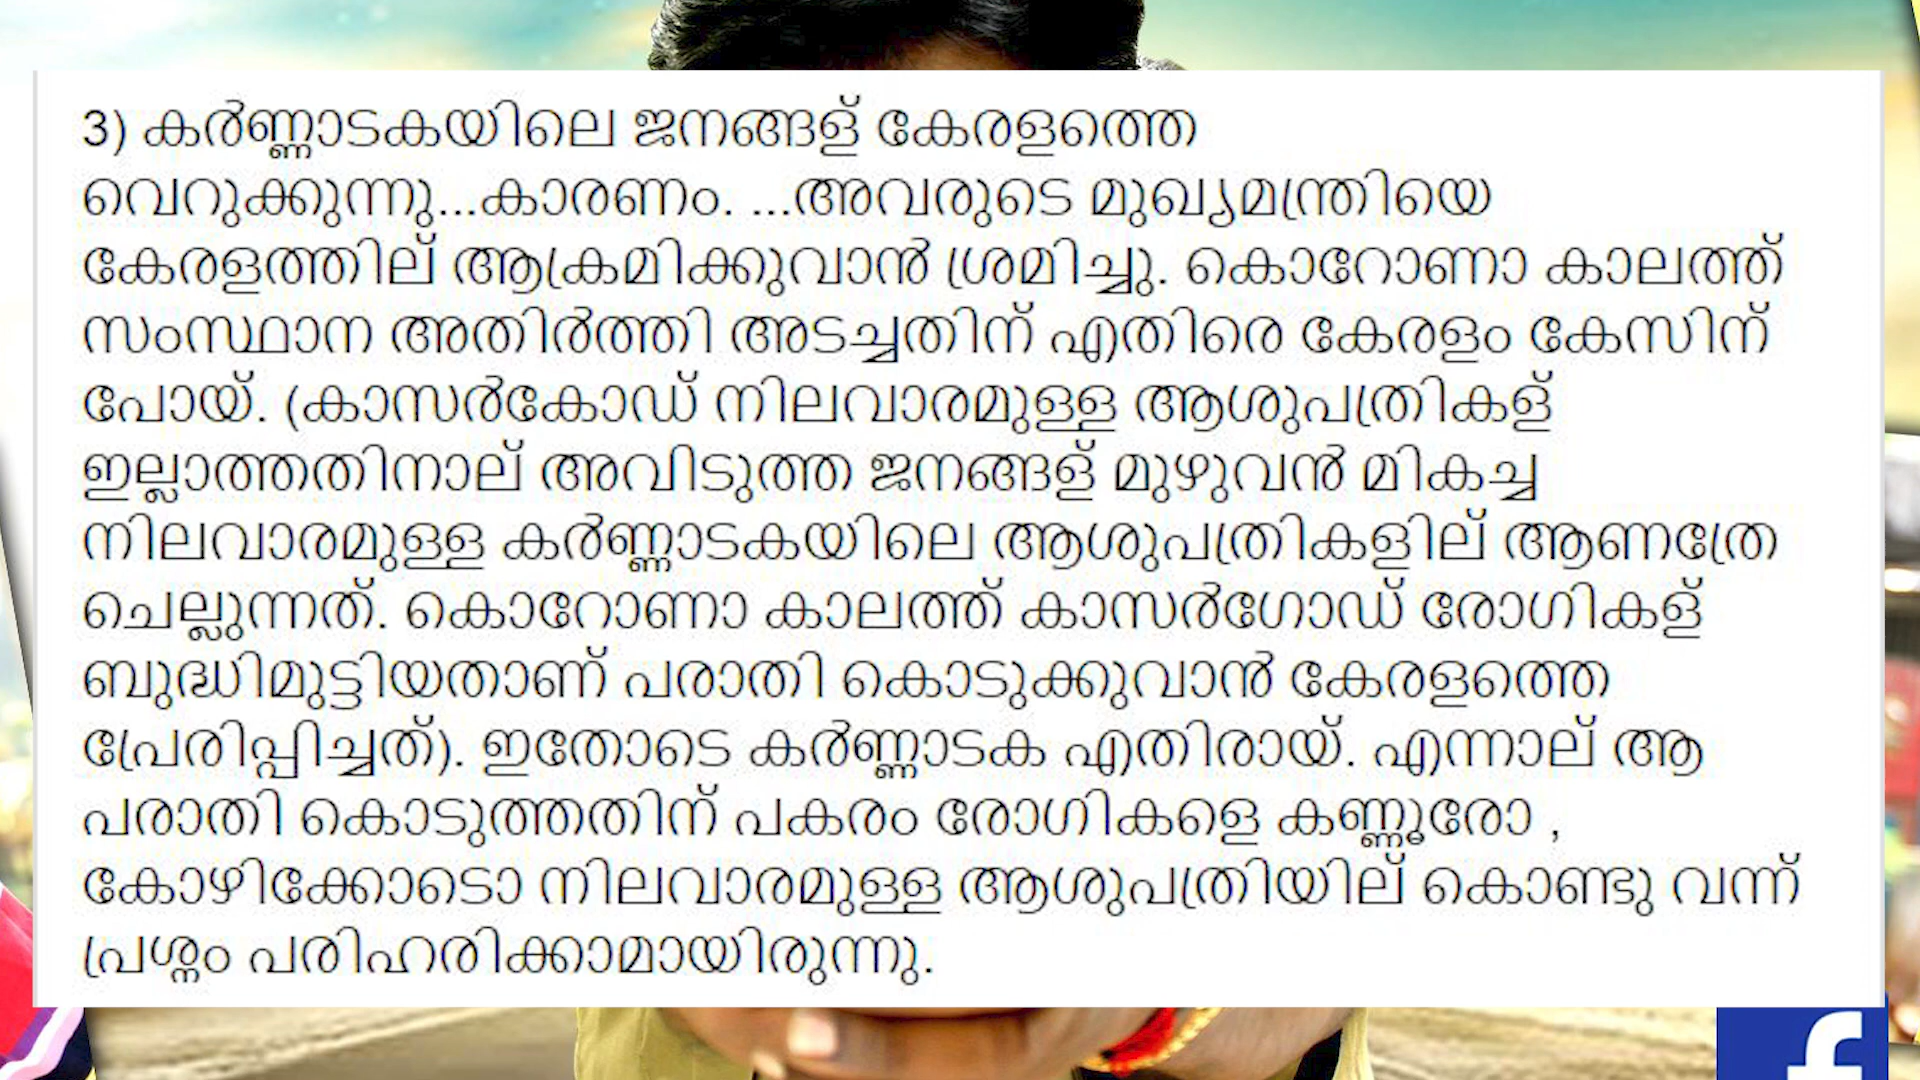 3) കർണ്ണാടകയിലെ ജനങ്ങള് കേരളത്തെ
വെറുക്കുന്നു...കാരണം. ...അവരുടെ മുഖ്യമന്ത്രിയെ
കേരളത്തില് ആക്രമിക്കുവാൻ ശ്രമിച്ചു. കൊറോണാ കാലത്ത്
സംസ്ഥാന അതിർത്തി അടച്ചതിന് എതിരെ കേരളം കേസിന്
പോയ്. (കാസർകോഡ് നിലവാരമുള്ള ആശുപത്രികള്
ഇല്ലാത്തതിനാല് അവിടുത്ത ജനങ്ങള് മുഴുവൻ മികച്ച
നിലവാരമുള്ള കർണ്ണാടകയിലെ ആശുപത്രികളില് ആണത്രേ
ചെല്ലുന്നത്. കൊറോണാ കാലത്ത് കാസർഗോഡ് രോഗികള്
ബുദ്ധിമുട്ടിയതാണ് പരാതി കൊടുക്കുവാൻ കേരളത്തെ
പ്രേരിപ്പിച്ചത്). ഇതോടെ കർണ്ണാടക എതിരായ്. എന്നാല് ആ
പരാതി കൊടുത്തതിന് പകരം രോഗികളെ കണ്ണൂരോ ,
കോഴിക്കോടൊ നിലവാരമുള്ള ആശുപത്രിയില് കൊണ്ടു വന്ന്
പ്രശ്നം പരിഹരിക്കാമായിരുന്നു.